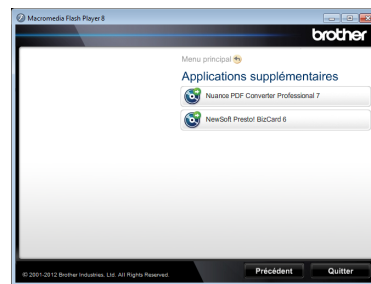 Macromedia Flash Player 8
brother
Menu principal
Applications supplémentaires
Nuance PDF Converter Professional 7
NewSoft Presto! BizCard 6
© 2001-2012 Brother Industries, Ltd. All Rights Reserved.
Précédent
Quitter